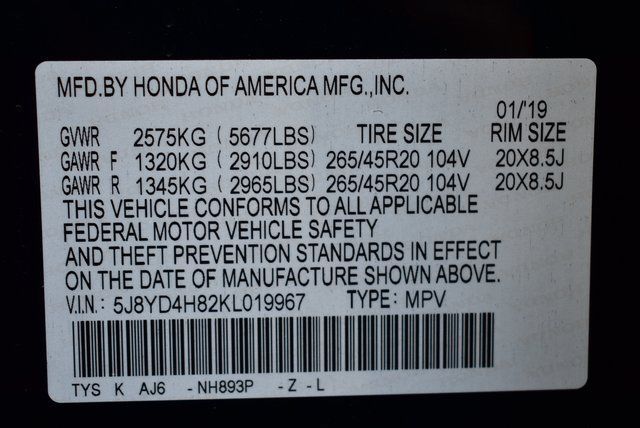 MFD.BY HONDA OF AMERICA MFG.,INC.
01/'19
GVWR 2575KG ( 5677LBS) TIRE SIZE RIM SIZE
GAWR F 1320KG ( 2910LBS) 265/45R20 104V 20X8.5J
GAWR R 1345KG ( 2965LBS) 265/45R20 104V 20X8.5J
THIS VEHICLE CONFORMS TO ALL APPLICABLE
FEDERAL MOTOR VEHICLE SAFETY
AND THEFT PREVENTION STANDARDS IN EFFECT
ON THE DATE OF MANUFACTURE SHOWN ABOVE.
V.I.N.: 5J8YD4H82KL019967 TYPE: MPV
TYS K AJ6 -NH893P -Z-L